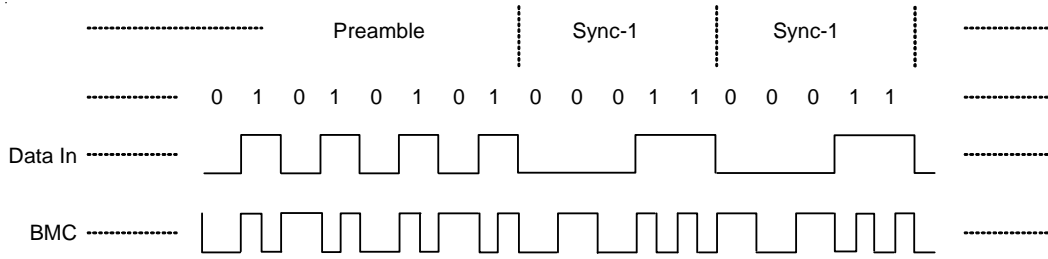 Preamble Sync-1 Sync-1
0 1 0 1 0 1 0 1 0 0 0 1 1 0 0 0 1 1
Data In
BMC